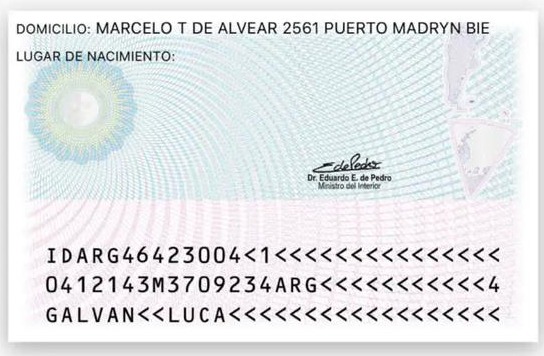 DOMICILIO: MARCELO T DE ALVEAR 2561 PUERTO MADRYN BIE
LUGAR DE NACIMIENTO:
Dr. Eduardo E. de Pedro
Ministro del Interior
IDARG46423004<1<<<<<<<<<<<<<<<
0412143M3709234ARG<<<<<<<<<<<4
GALVAN<<LUCA<<<<<<<<<<<<<<<<<<